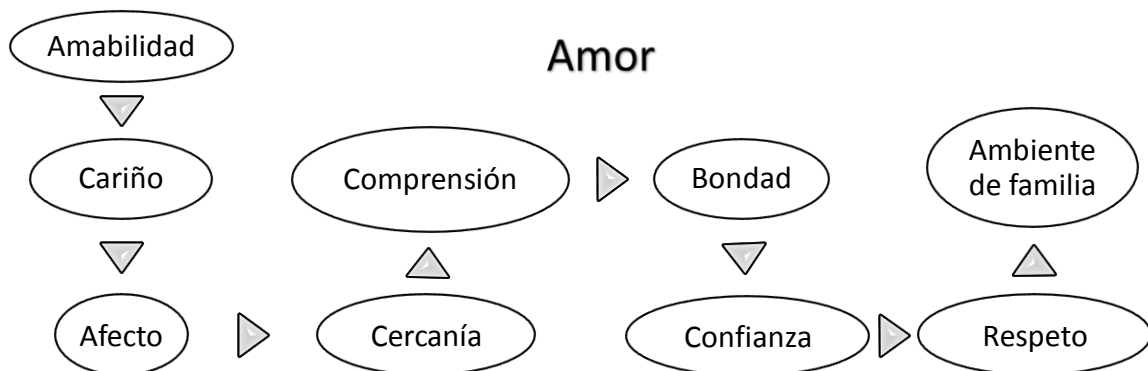 Amor
Amabilidad
Cariño
Afecto
Cercanía
Comprensión
Bondad
Confianza
Respeto
Ambiente
de familia